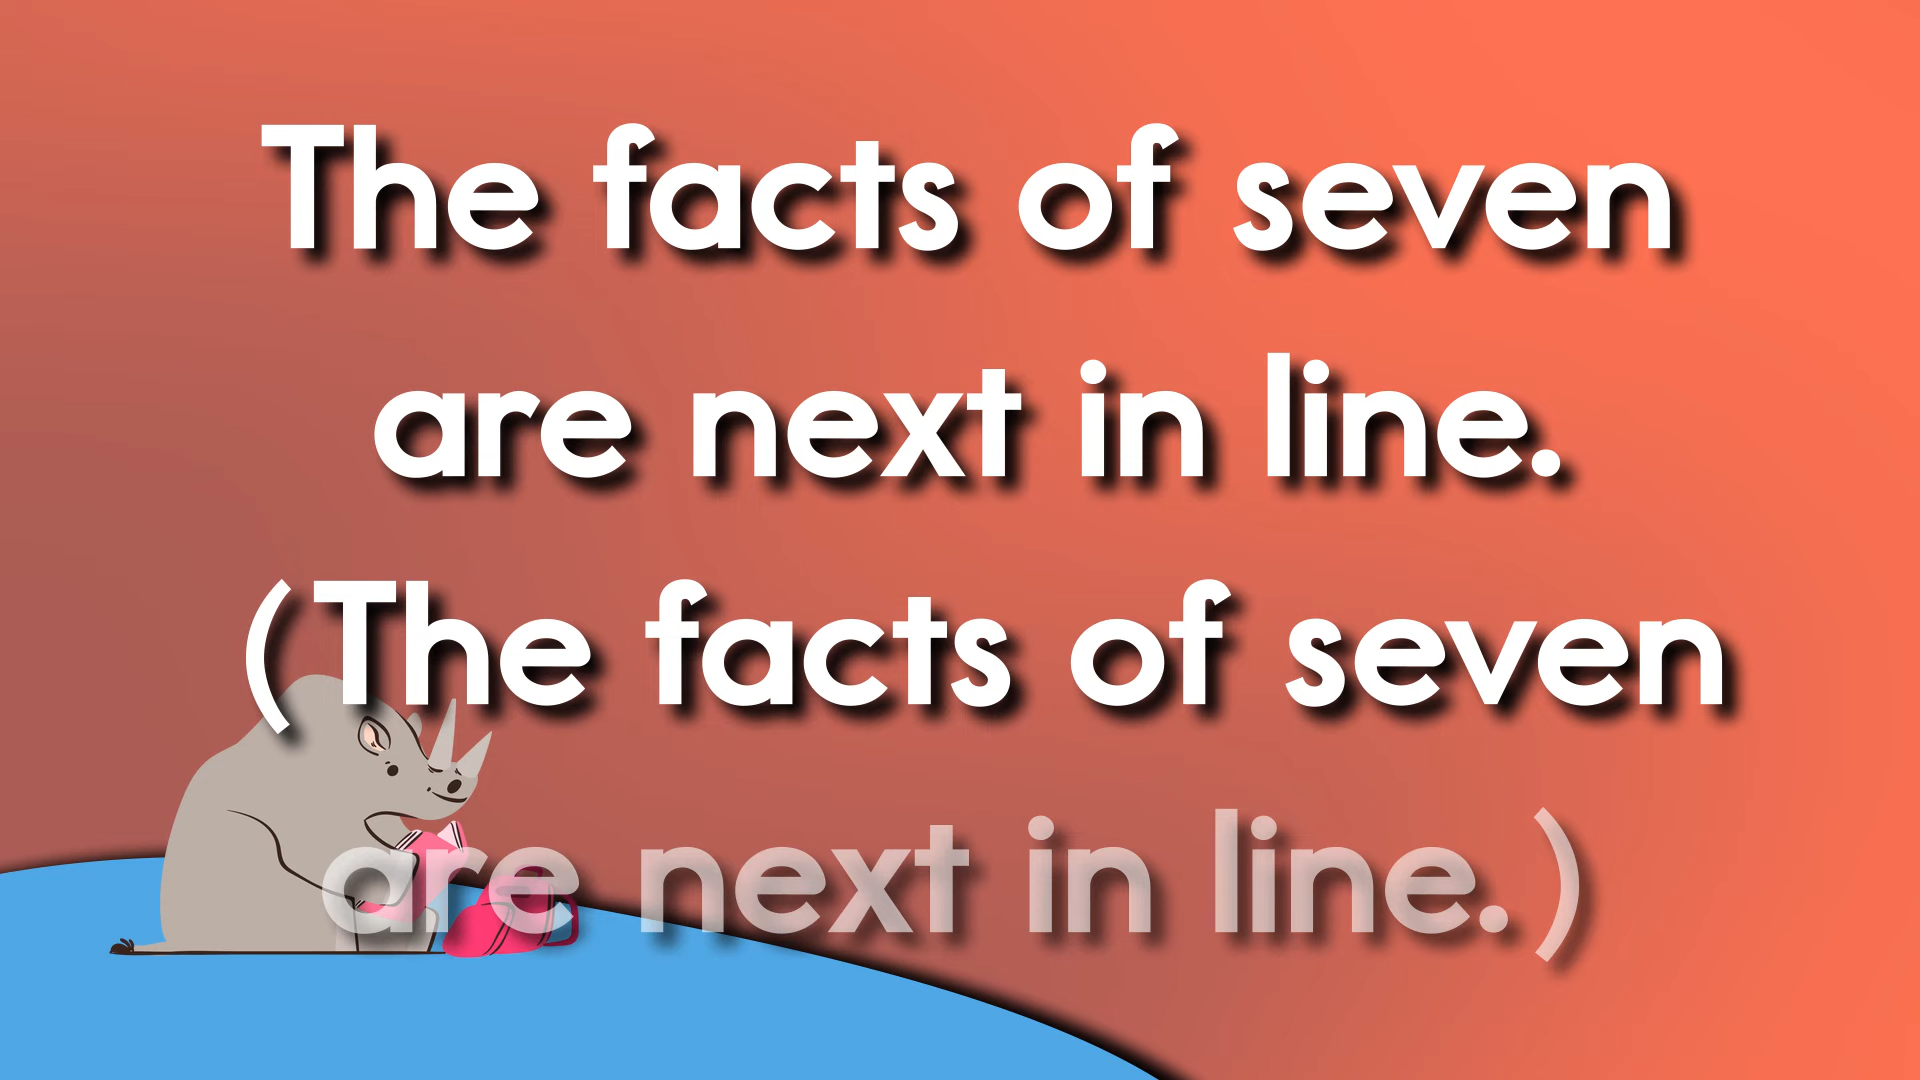 The facts of seven
are next in line.
(The facts of seven
are next in line.)